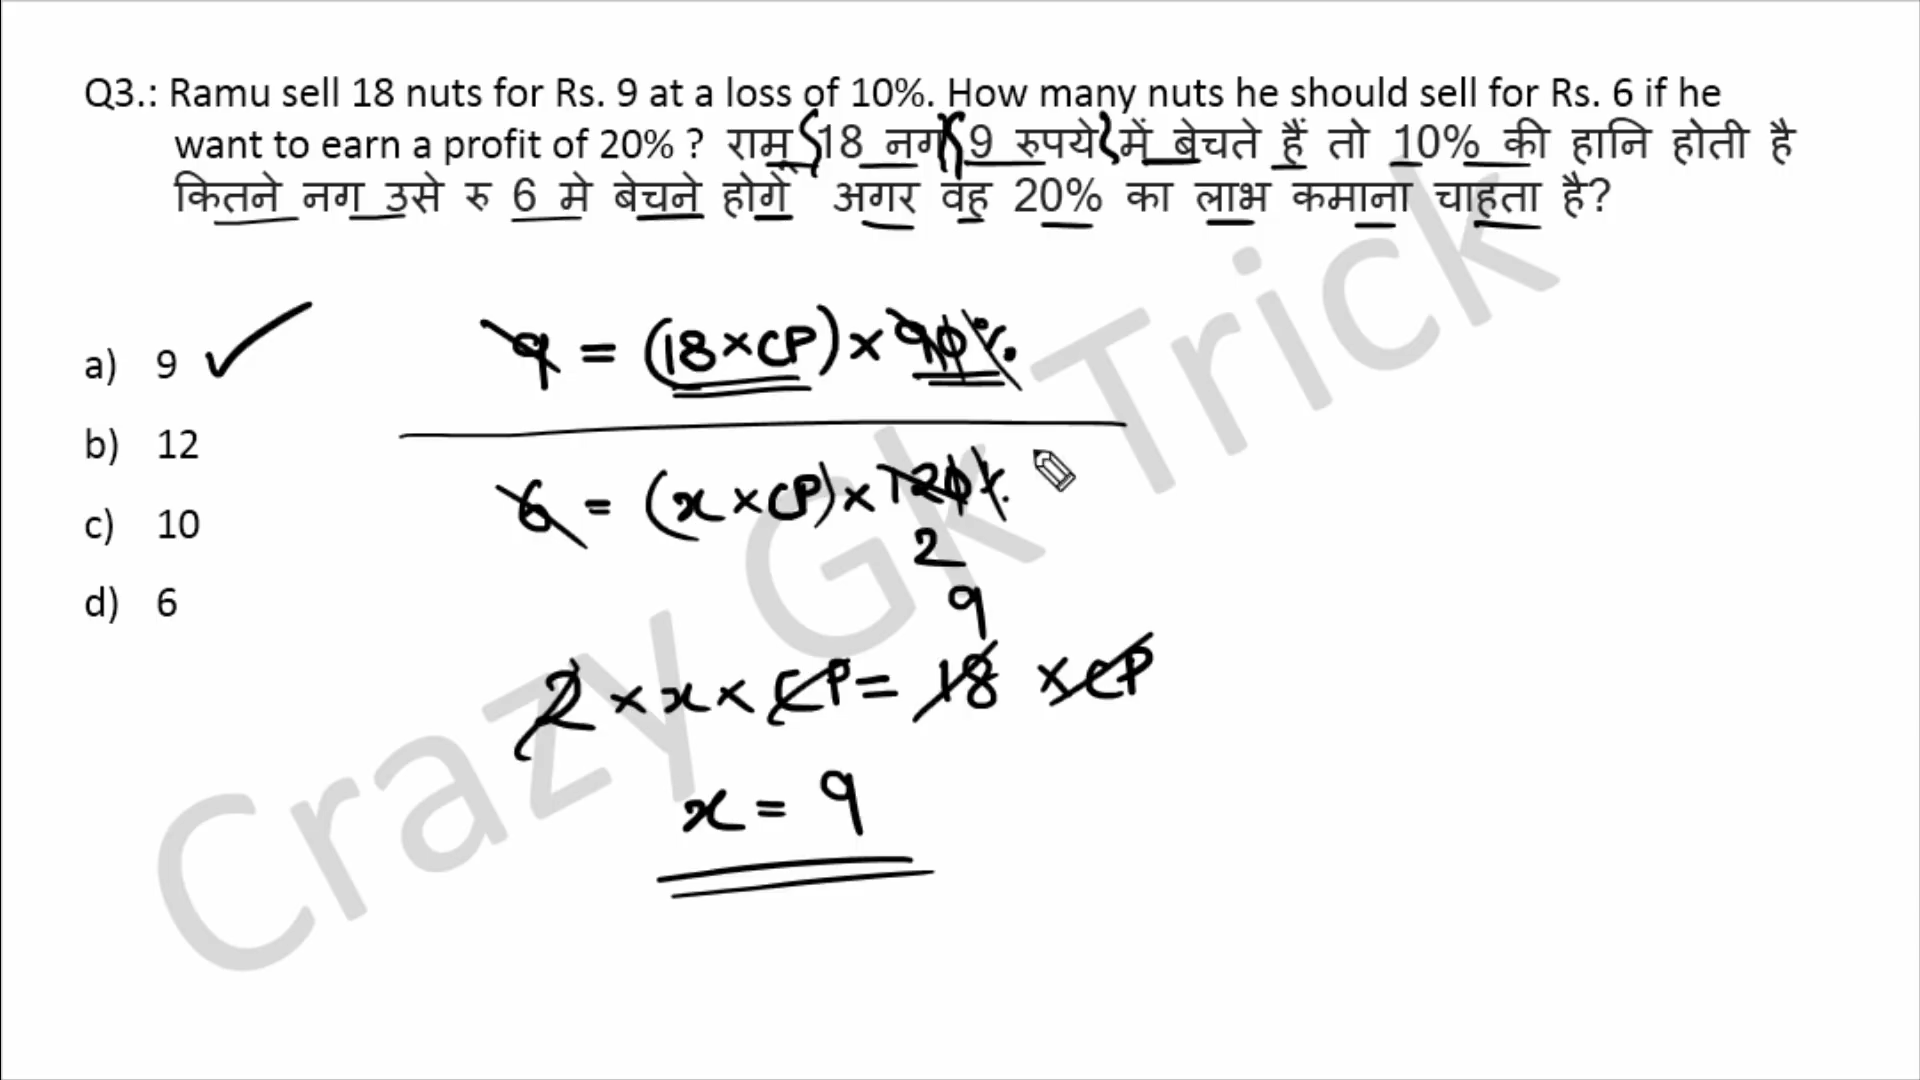 Q3.: Ramu sell 18 nuts for Rs. 9 at a loss of 10%. How many nuts he should sell for Rs. 6 if he
want to earn a profit of 20% ? रामू 18 नग 9 रुपये में बेचते हैं तो 10% की हानि होती है
कितने नग उसे रु 6 मे बेचने होगें अगर वह 20% का लाभ कमाना चाहता है?
a) 9 ✓
9 = (18×CP)×90%
b) 12
6 = (x×CP)×120%
c) 10
2
d) 6
9
2×x×CP = 18 ×CP
x = 9
Crazy Gk Trick